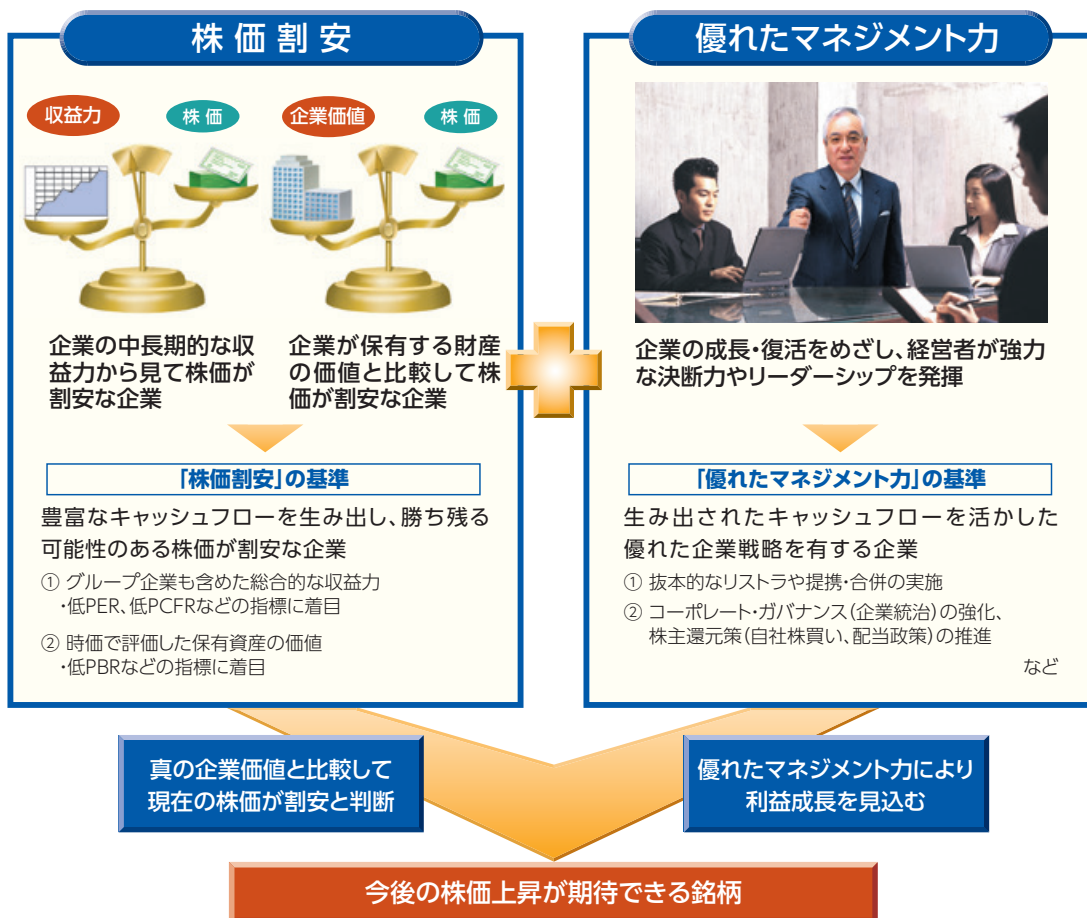 株価割安
収益力
株価
企業価値
株価
企業の中長期的な収
益力から見て株価が
割安な企業
企業が保有する財産
の価値と比較して株
価が割安な企業
「株価割安」の基準
豊富なキャッシュフローを生み出し、勝ち残る
可能性のある株価が割安な企業
① グループ企業も含めた総合的な収益力
・低PER、低PCFRなどの指標に着目
② 時価で評価した保有資産の価値
・低PBRなどの指標に着目
優れたマネジメント力
企業の成長・復活をめざし、経営者が強力
な決断力やリーダーシップを発揮
「優れたマネジメント力」の基準
生み出されたキャッシュフローを活かした
優れた企業戦略を有する企業
① 抜本的なリストラや提携・合併の実施
② コーポレート・ガバナンス(企業統治)の強化、
株主還元策(自社株買い、配当政策)の推進
など
真の企業価値と比較して
現在の株価が割安と判断
優れたマネジメント力により
利益成長を見込む
今後の株価上昇が期待できる銘柄